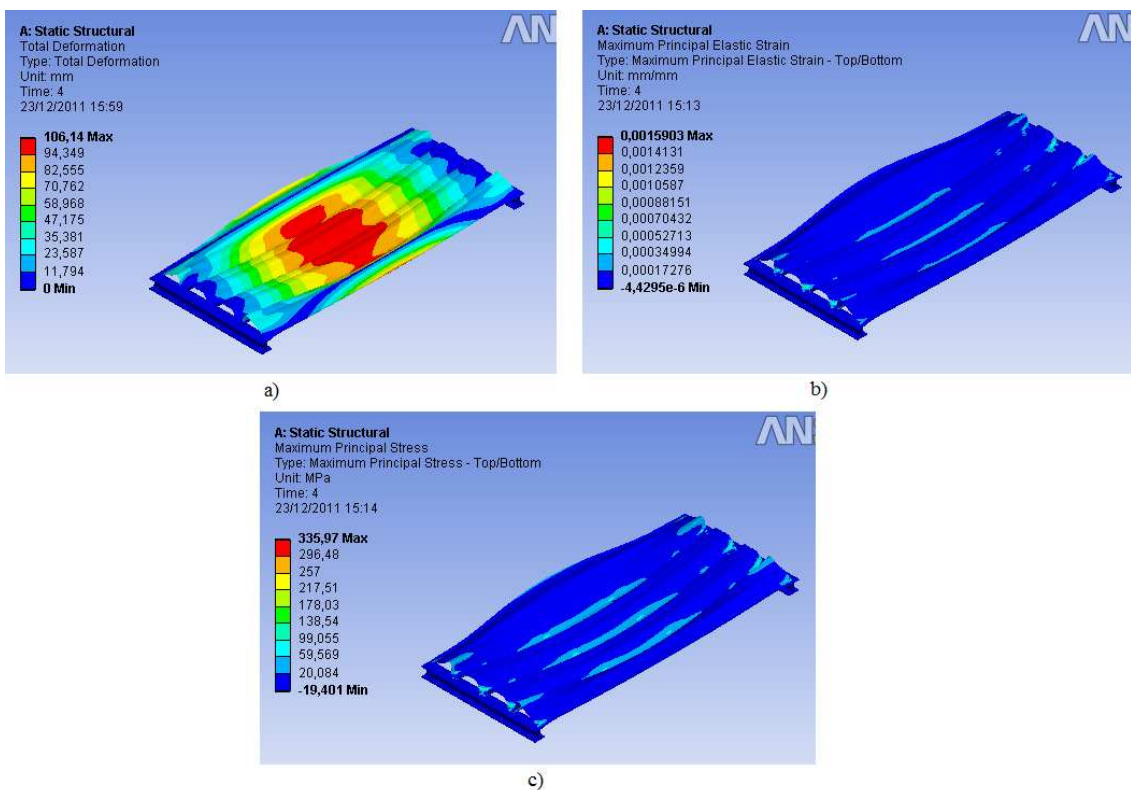 A: Static Structural
Total Deformation
Type: Total Deformation
Unit: mm
Time: 4
23/12/2011 15:59
106,14 Max
94,349
82,555
70,762
58,968
47,175
35,381
23,587
11,794
0 Min
AN
a)
A: Static Structural
Maximum Principal Elastic Strain
Type: Maximum Principal Elastic Strain - Top/Bottom
Unit: mm/mm
Time: 4
23/12/2011 15:13
0,0015903 Max
0,0014131
0,0012359
0,0010587
0,00088151
0,00070432
0,00052713
0,00034994
0,00017276
-4,4295e-6 Min
AN
b)
A: Static Structural
Maximum Principal Stress
Type: Maximum Principal Stress - Top/Bottom
Unit: MPa
Time: 4
23/12/2011 15:14
335,97 Max
296,48
257
217,51
178,03
138,54
99,055
59,569
20,084
-19,401 Min
AN
c)